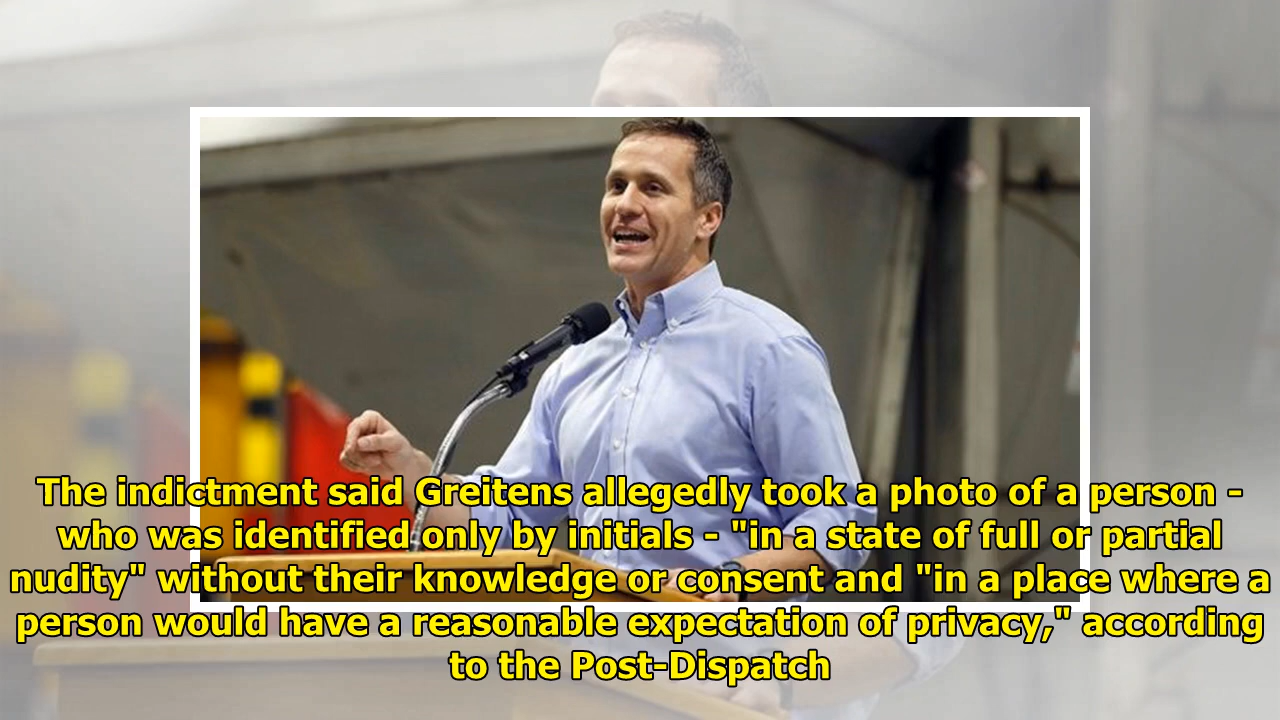 The indictment said Greitens allegedly took a photo of a person -
who was identified only by initials - "in a state of full or partial
nudity" without their knowledge or consent and "in a place where a
person would have a reasonable expectation of privacy," according
to the Post-Dispatch